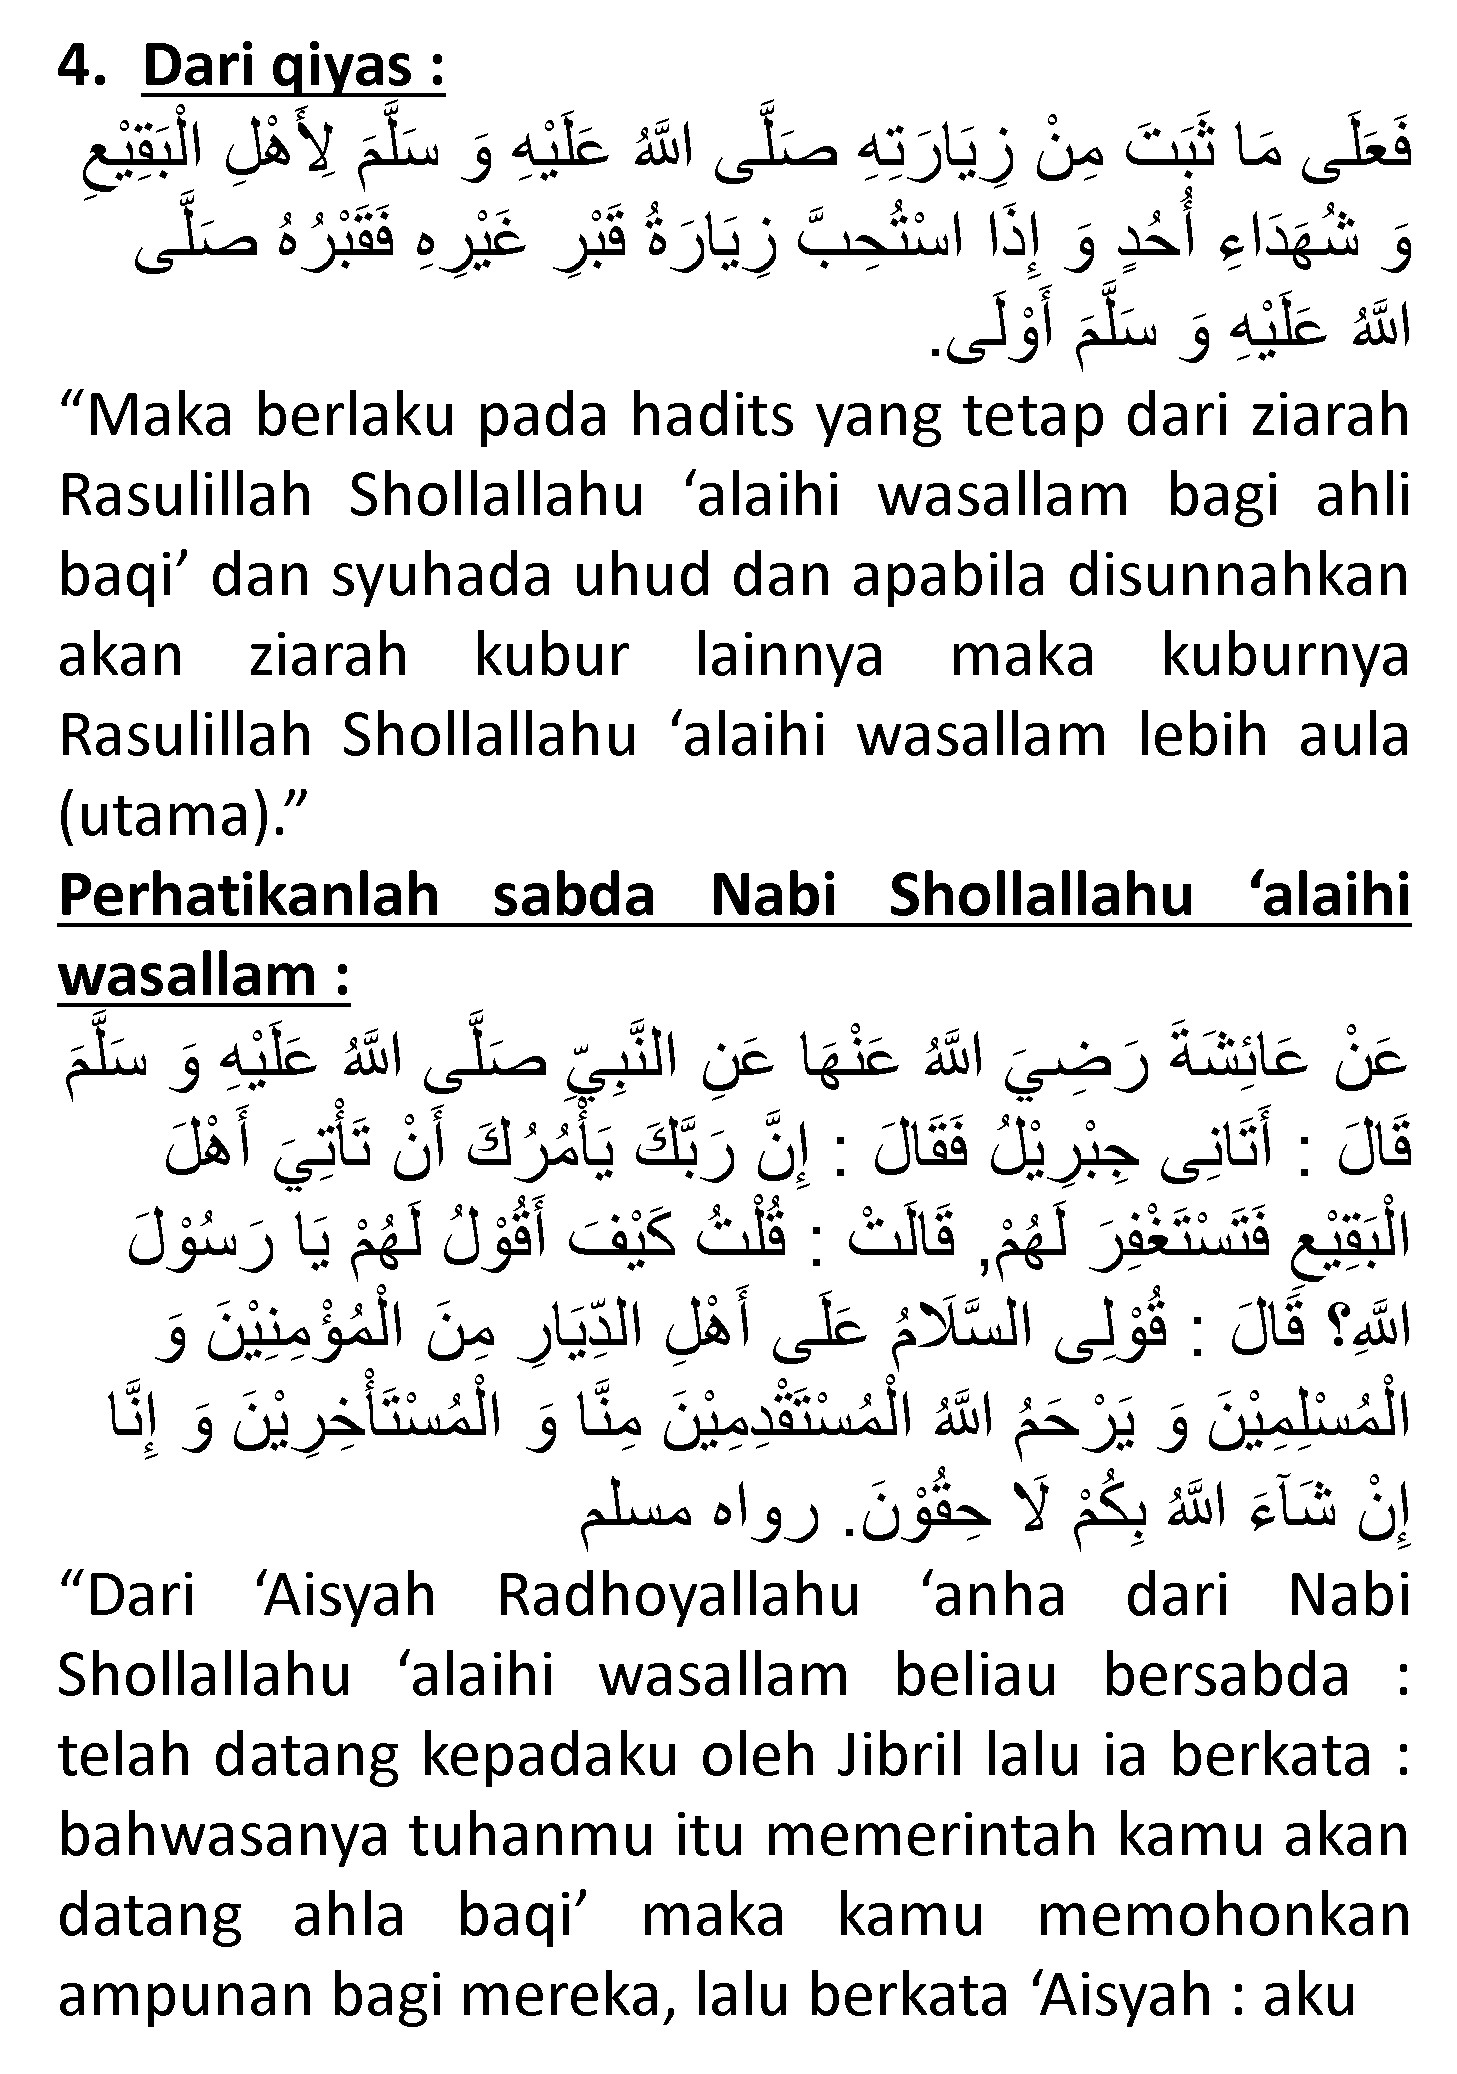 4. Dari qiyas :
فَعَلَى مَا ثَبَتَ مِنْ زِيَارَتِهِ صَلَّى اللَّهُ عَلَيْهِ وَ سَلَّمَ لِأَهْلِ الْبَقِيْعِ
وَ شُهَدَاءِ أُحُدٍ وَ إِذَا اسْتُحِبَّ زِيَارَةُ قَبْرِ غَيْرِهِ فَقَبْرُهُ صَلَّى
اللَّهُ عَلَيْهِ وَ سَلَّمَ أَوْلَى.
“Maka berlaku pada hadits yang tetap dari ziarah
Rasulillah Shollallahu ‘alaihi wasallam bagi ahli
baqi’ dan syuhada uhud dan apabila disunnahkan
akan ziarah kubur lainnya maka kuburnya
Rasulillah Shollallahu ‘alaihi wasallam lebih aula
(utama).”
Perhatikanlah sabda Nabi Shollallahu ‘alaihi
wasallam :
عَنْ عَائِشَةَ رَضِيَ اللَّهُ عَنْهَا عَنِ النَّبِيِّ صَلَّى اللَّهُ عَلَيْهِ وَ سَلَّمَ
قَالَ : أَتَانِى جِبْرِيْلُ فَقَالَ : إِنَّ رَبَّكَ يَأْمُرُكَ أَنْ تَأْتِيَ أَهْلَ
الْبَقِيْعِ فَتَسْتَغْفِرَ لَهُمْ, قَالَتْ : قُلْتُ كَيْفَ أَقُوْلُ لَهُمْ يَا رَسُوْلَ
اللَّهِ؟ قَالَ : قُوْلِى السَّلَامُ عَلَى أَهْلِ الدِّيَارِ مِنَ الْمُؤْمِنِيْنَ وَ
الْمُسْلِمِيْنَ وَ يَرْحَمُ اللَّهُ الْمُسْتَقْدِمِيْنَ مِنَّا وَ الْمُسْتَأْخِرِيْنَ وَ إِنَّا
إِنْ شَآءَ اللَّهُ بِكُمْ لَا حِقُوْنَ. رواه مسلم
“Dari ‘Aisyah Radhoyallahu ‘anha dari Nabi
Shollallahu ‘alaihi wasallam beliau bersabda :
telah datang kepadaku oleh Jibril lalu ia berkata :
bahwasanya tuhanmu itu memerintah kamu akan
datang ahla baqi’ maka kamu memohonkan
ampunan bagi mereka, lalu berkata ‘Aisyah : aku